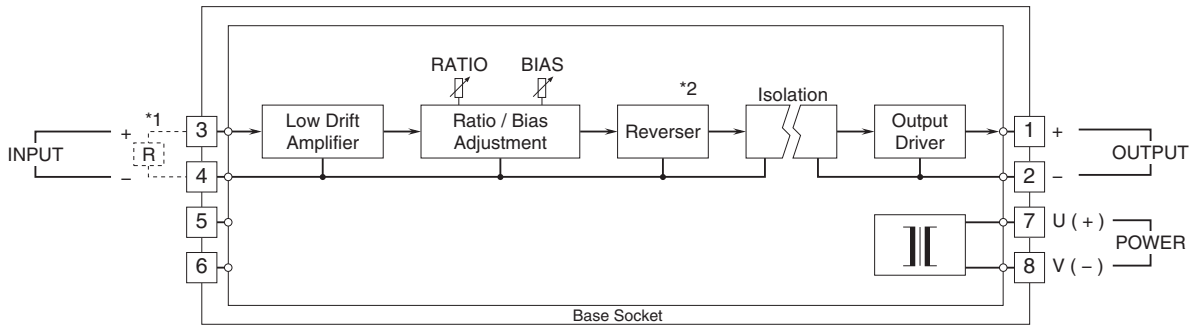 RATIO
BIAS
*1
*2
Isolation
INPUT
+
−
R
3
4
5
6
Low Drift
Amplifier
Ratio / Bias
Adjustment
Reverser
Output
Driver
1
+
2
−
OUTPUT
7
U ( + )
8
V ( − )
POWER
Base Socket